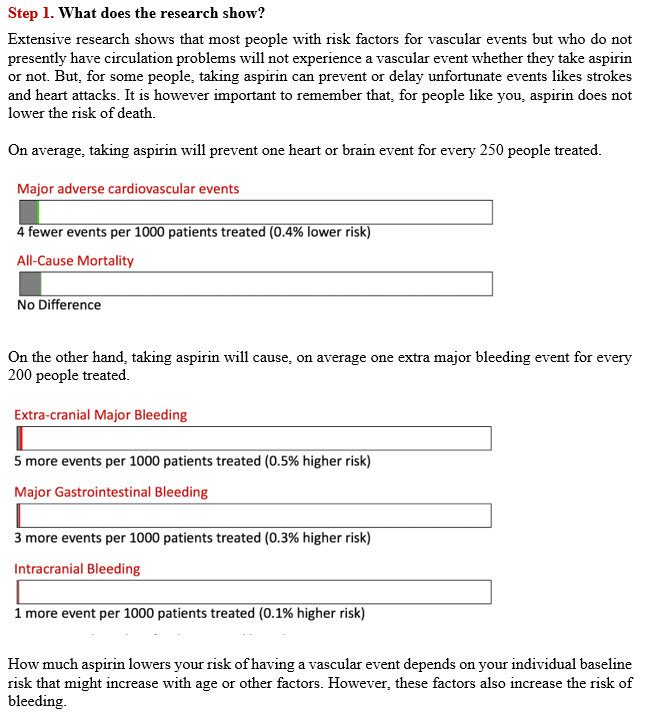 Step 1. What does the research show?
Extensive research shows that most people with risk factors for vascular events but who do not
presently have circulation problems will not experience a vascular event whether they take aspirin
or not. But, for some people, taking aspirin can prevent or delay unfortunate events likes strokes
and heart attacks. It is however important to remember that, for people like you, aspirin does not
lower the risk of death.
On average, taking aspirin will prevent one heart or brain event for every 250 people treated.
Major adverse cardiovascular events
4 fewer events per 1000 patients treated (0.4% lower risk)
All-Cause Mortality
No Difference
On the other hand, taking aspirin will cause, on average one extra major bleeding event for every
200 people treated.
Extra-cranial Major Bleeding
5 more events per 1000 patients treated (0.5% higher risk)
Major Gastrointestinal Bleeding
3 more events per 1000 patients treated (0.3% higher risk)
Intracranial Bleeding
1 more event per 1000 patients treated (0.1% higher risk)
How much aspirin lowers your risk of having a vascular event depends on your individual baseline
risk that might increase with age or other factors. However, these factors also increase the risk of
bleeding.